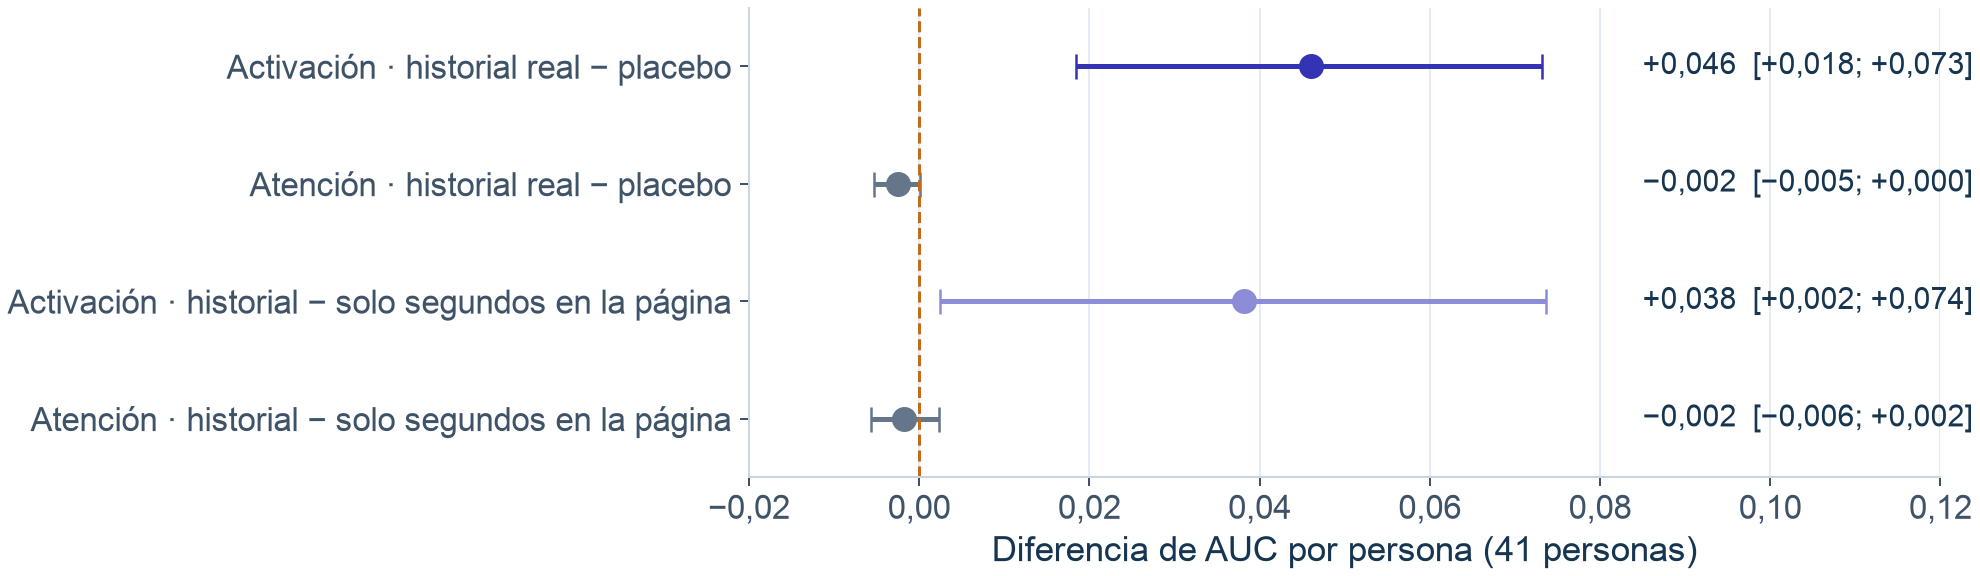 Activación · historial real − placebo +0,046 [+0,018; +0,073]
Atención · historial real − placebo −0,002 [−0,005; +0,000]
Activación · historial − solo segundos en la página +0,038 [+0,002; +0,074]
Atención · historial − solo segundos en la página −0,002 [−0,006; +0,002]
−0,02 0,00 0,02 0,04 0,06 0,08 0,10 0,12
Diferencia de AUC por persona (41 personas)